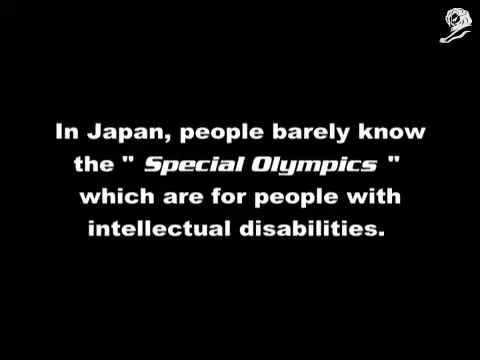 In Japan, people barely know
the " Special Olympics "
which are for people with
intellectual disabilities.